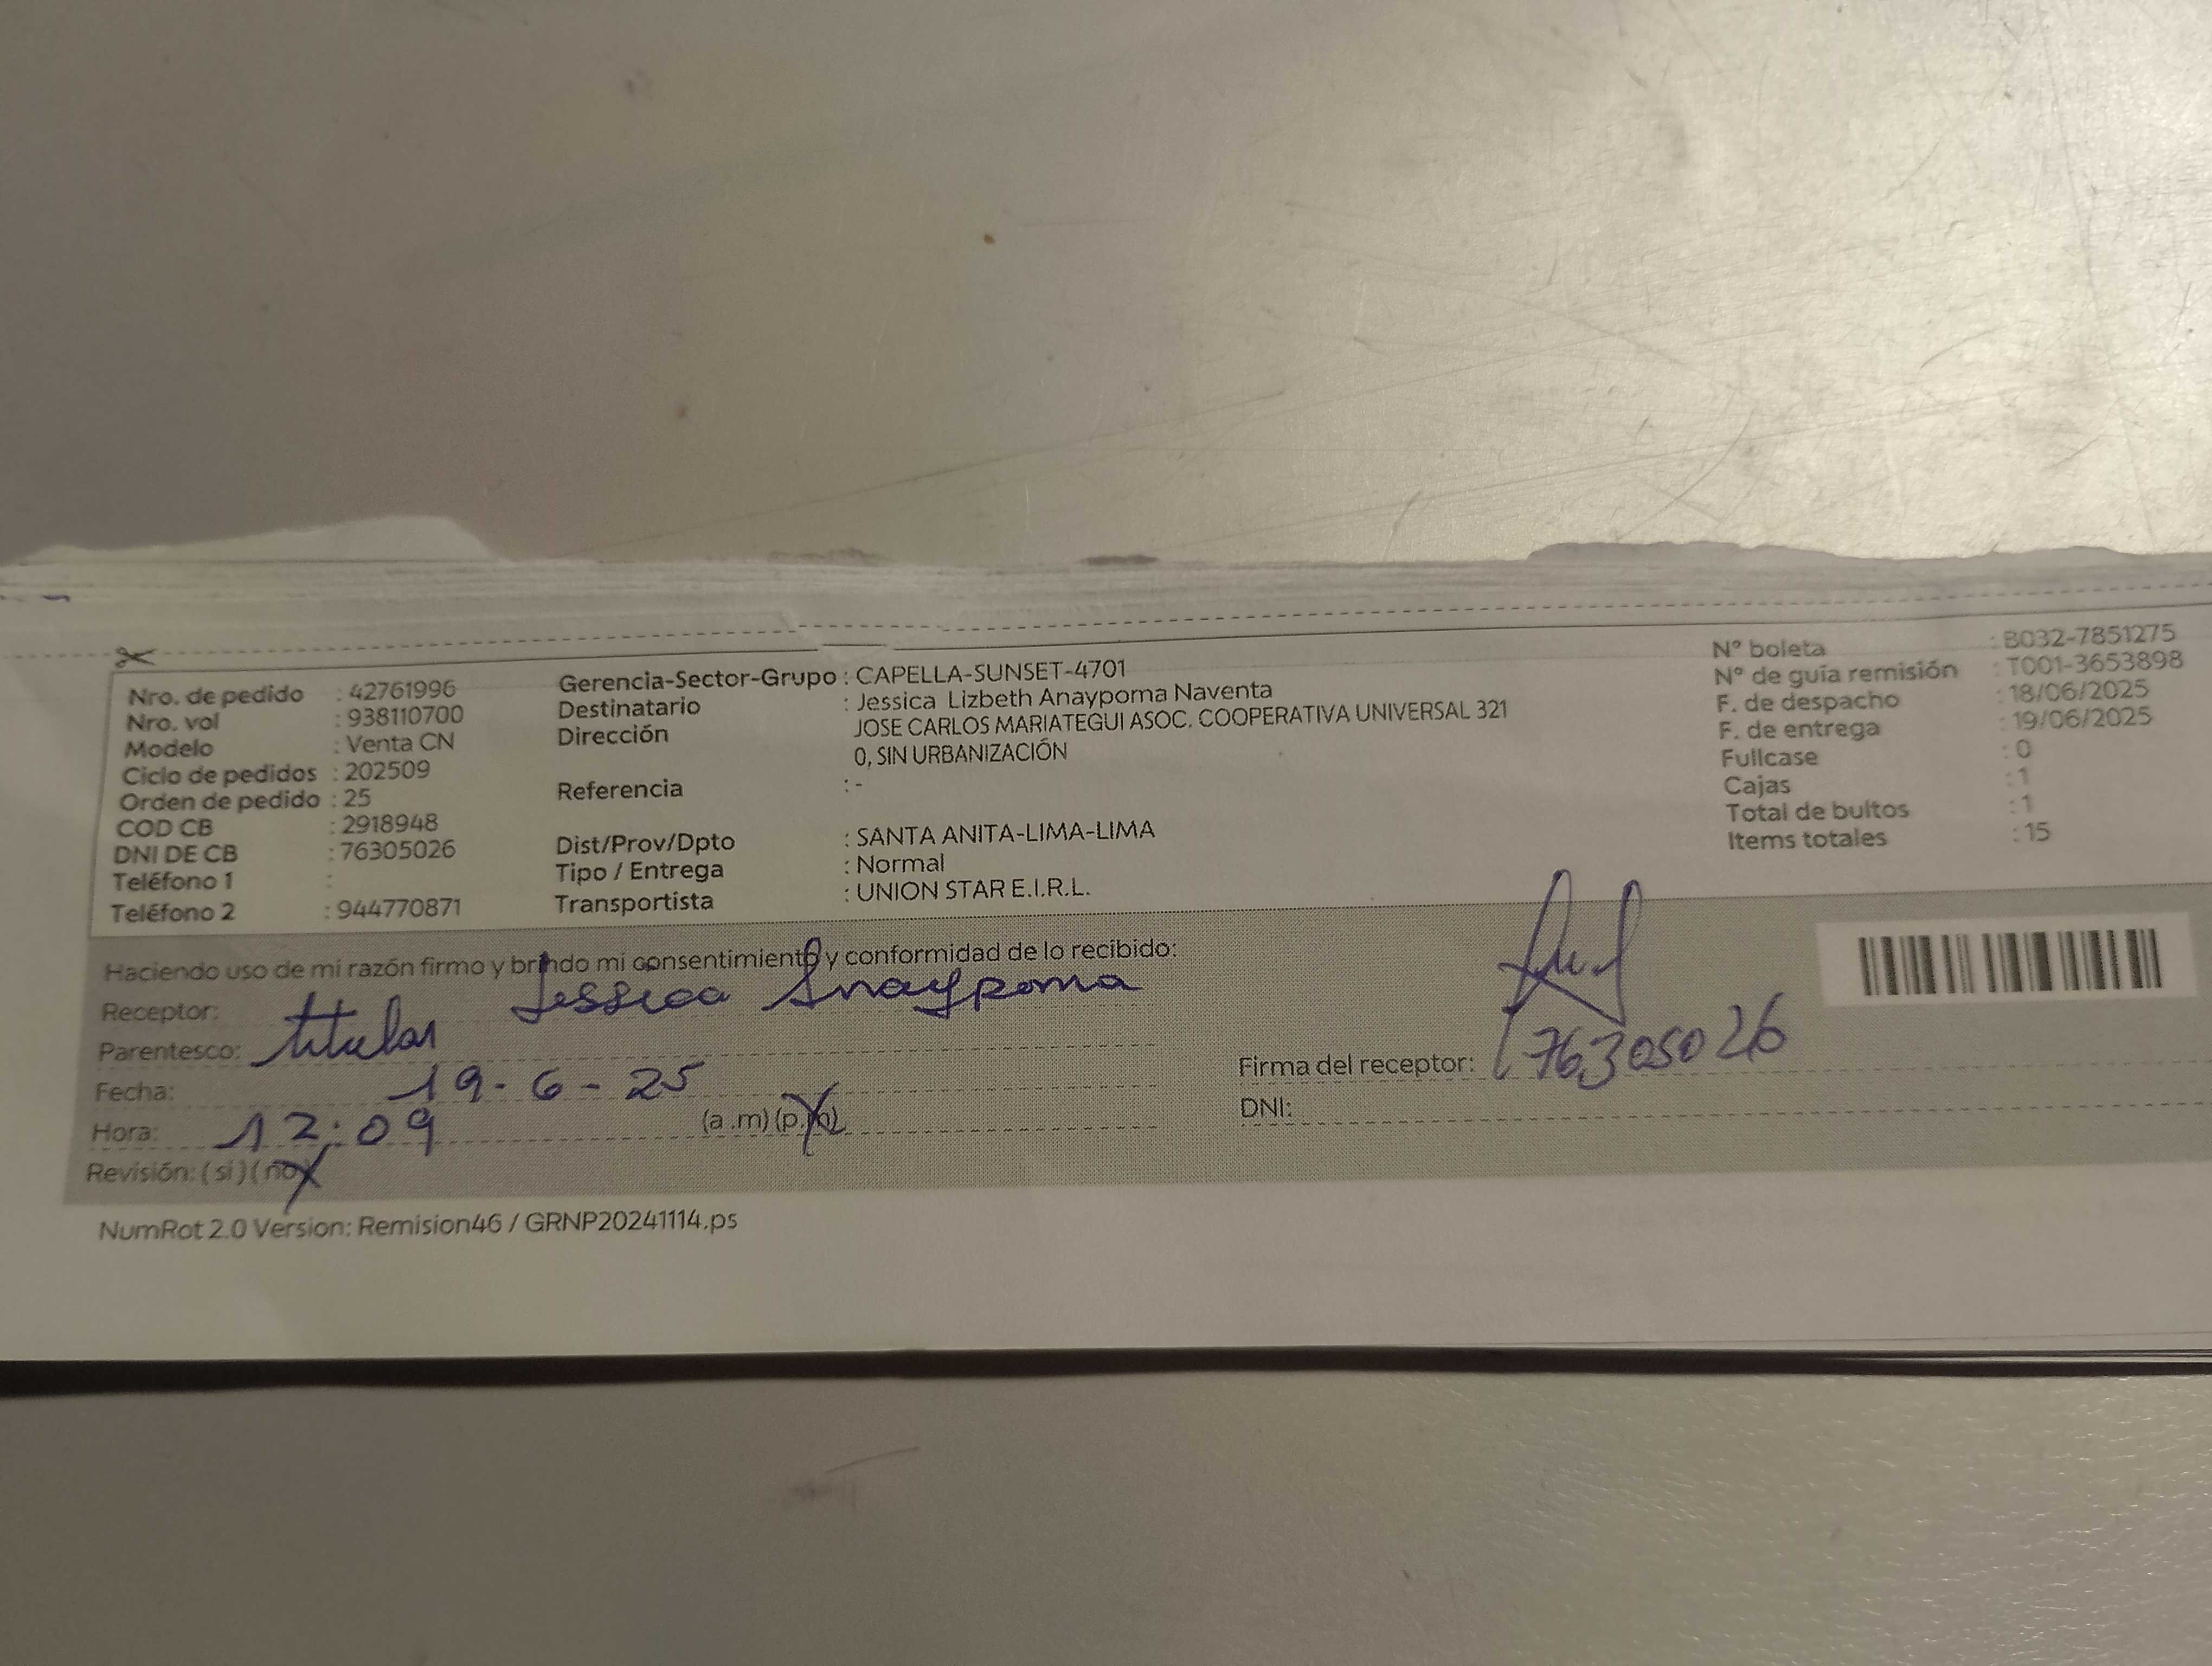 Nro. de pedido : 42761996
Nro. vol : 938110700
Modelo : Venta CN
Ciclo de pedidos : 202509
Orden de pedido : 25
COD CB : 2918948
DNI DE CB : 76305026
Teléfono 1 :
Teléfono 2 : 944770871
Gerencia-Sector-Grupo : CAPELLA-SUNSET-4701
Destinatario : Jessica Lizbeth Anaypoma Naventa
Dirección JOSE CARLOS MARIATEGUI ASOC. COOPERATIVA UNIVERSAL 321
0, SIN URBANIZACIÓN
Referencia : -
Dist/Prov/Dpto : SANTA ANITA-LIMA-LIMA
Tipo / Entrega : Normal
Transportista : UNION STAR E.I.R.L.
N° boleta : B032-7851275
N° de guía remisión : T001-3653898
F. de despacho : 18/06/2025
F. de entrega : 19/06/2025
Fullcase : 0
Cajas : 1
Total de bultos : 1
Items totales : 15
Haciendo uso de mi razón firmo y brindo mi consentimiento y conformidad de lo recibido:
Receptor: Jessica Anaypoma
Parentesco: titular
Fecha: 19-6-25
Hora: 12:09 (a .m) (p.m)
Revisión: (si) (no)
Firma del receptor: 76305026
DNI:
NumRot 2.0 Version: Remision46 / GRNP20241114.ps